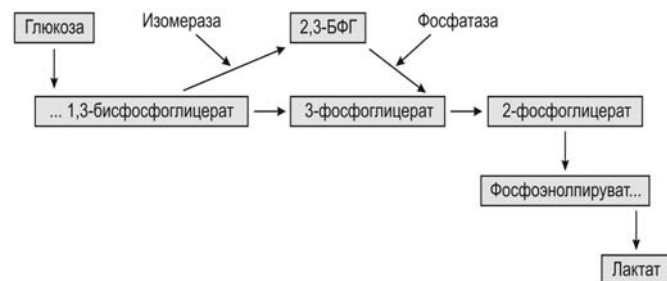 Глюкоза
Изомераза
2,3-БФГ
Фосфатаза
... 1,3-бисфосфоглицерат
3-фосфоглицерат
2-фосфоглицерат
Фосфоэнолпируват...
Лактат